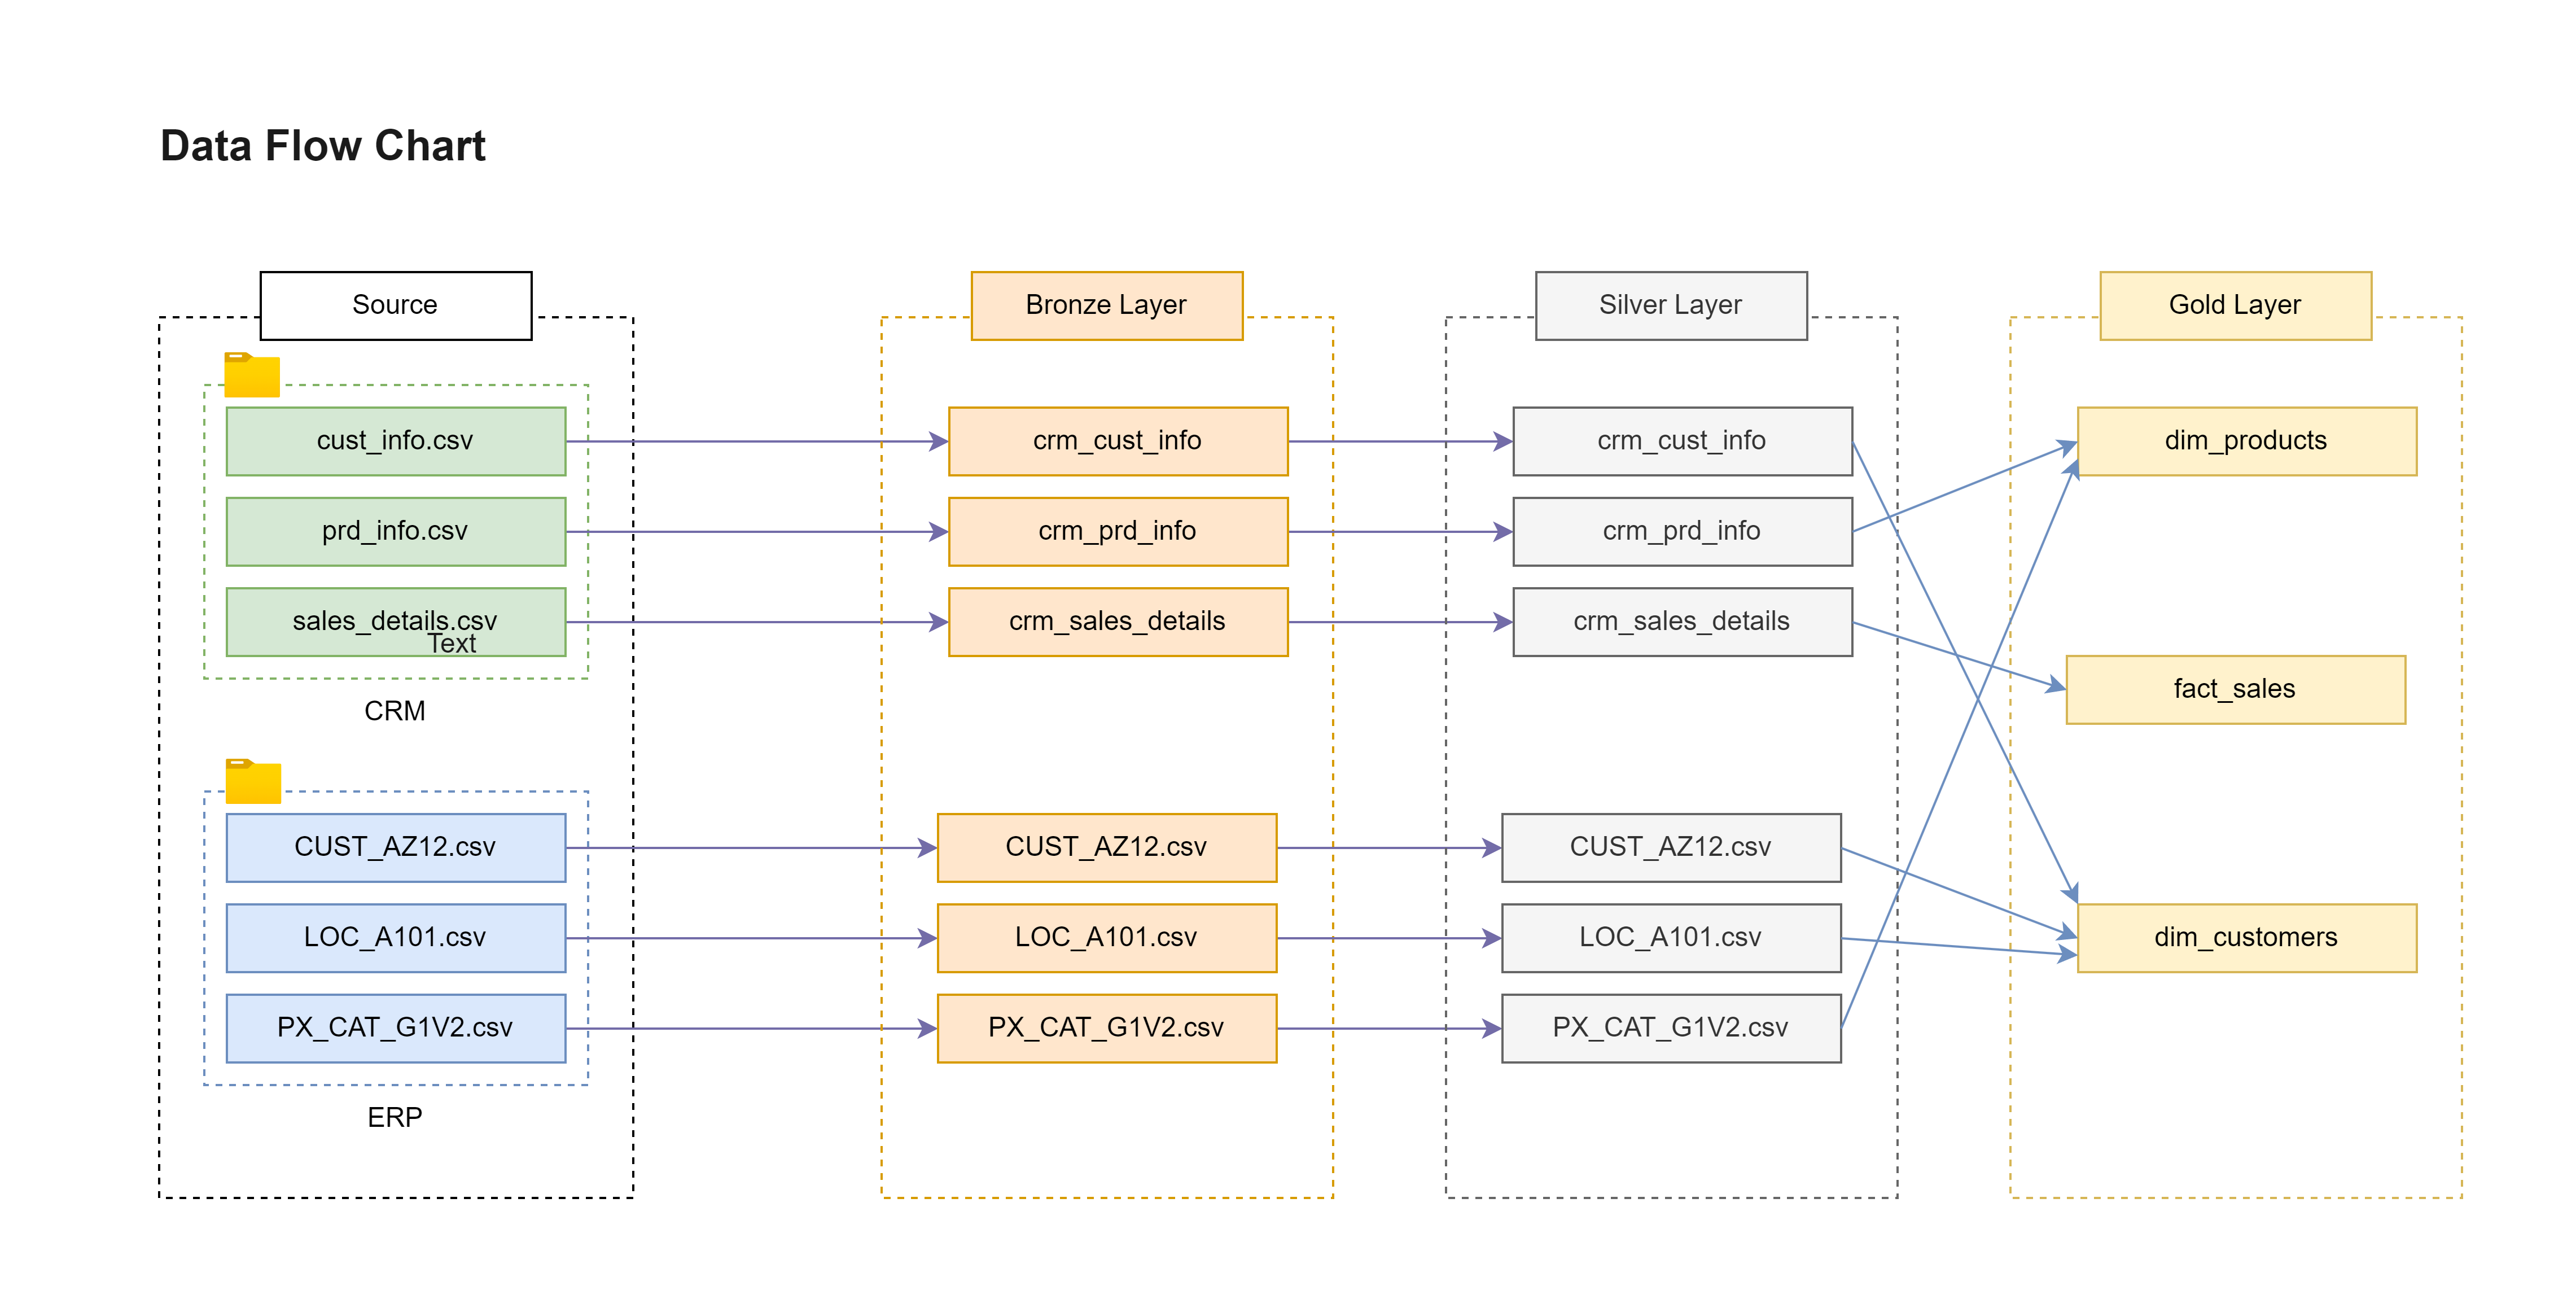 Data Flow Chart
Source
cust_info.csv
prd_info.csv
sales_details.csv
Text
CRM
CUST_AZ12.csv
LOC_A101.csv
PX_CAT_G1V2.csv
ERP
Bronze Layer
crm_cust_info
crm_prd_info
crm_sales_details
CUST_AZ12.csv
LOC_A101.csv
PX_CAT_G1V2.csv
Silver Layer
crm_cust_info
crm_prd_info
crm_sales_details
CUST_AZ12.csv
LOC_A101.csv
PX_CAT_G1V2.csv
Gold Layer
dim_products
fact_sales
dim_customers